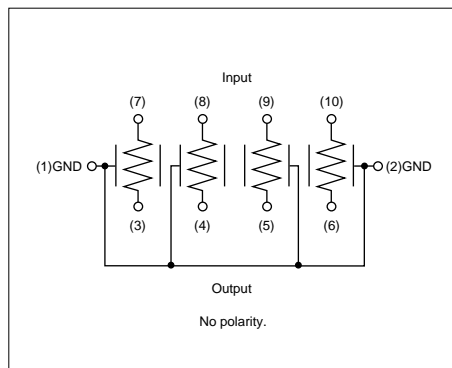 Input
(7) (8) (9) (10)
(1)GND (2)GND
(3) (4) (5) (6)
Output
No polarity.